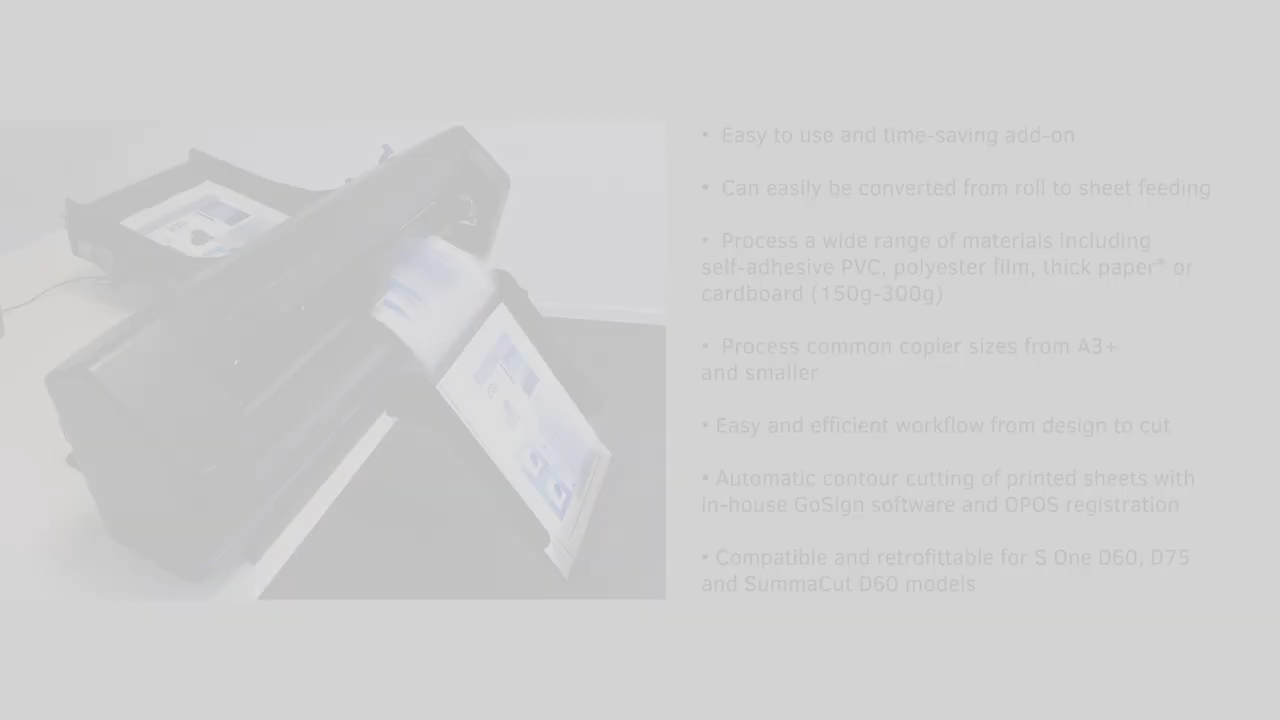 • Easy to use and time-saving add-on
• Can easily be converted from roll to sheet feeding
• Process a wide range of materials including
self-adhesive PVC, polyester film, thick paper* or
cardboard (150g-300g)
• Process common copier sizes from A3+
and smaller
• Easy and efficient workflow from design to cut
• Automatic contour cutting of printed sheets with
in-house GoSign software and OPOS registration
• Compatible and retrofittable for S One D60, D75
and SummaCut D60 models